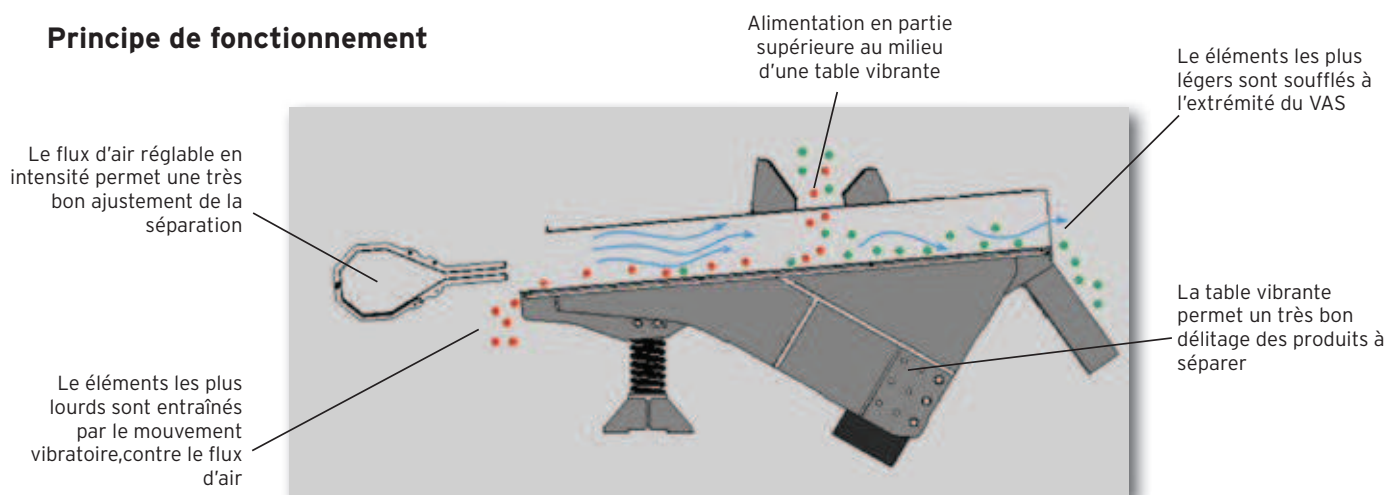 Principe de fonctionnement
Alimentation en partie
supérieure au milieu
d'une table vibrante
Le éléments les plus
légers sont soufflés à
l'extrémité du VAS
Le flux d'air réglable en
intensité permet une très
bon ajustement de la
séparation
La table vibrante
permet un très bon
délitage des produits à
séparer
Le éléments les plus
lourds sont entraînés
par le mouvement
vibratoire,contre le flux
d'air